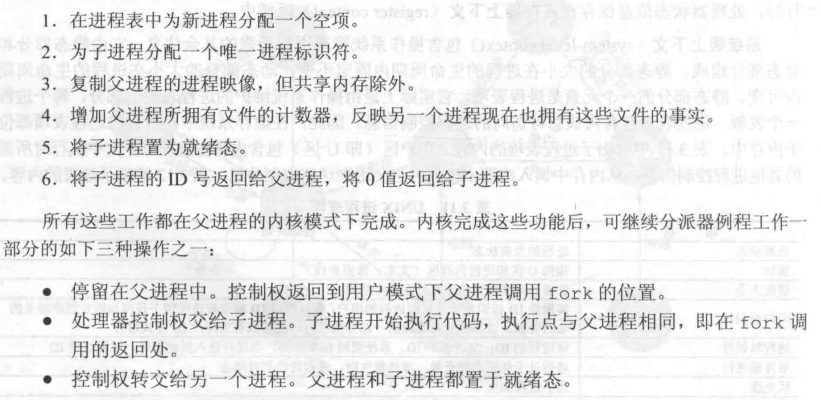 1. 在进程表中为新进程分配一个空项。
2. 为子进程分配一个唯一进程标识符。
3. 复制父进程的进程映像，但共享内存除外。
4. 增加父进程所拥有文件的计数器，反映另一个进程现在也拥有这些文件的事实。
5. 将子进程置为就绪态。
6. 将子进程的 ID 号返回给父进程，将 0 值返回给子进程。
所有这些工作都在父进程的内核模式下完成。内核完成这些功能后，可继续分派器例程工作一
部分的如下三种操作之一：
● 停留在父进程中。控制权返回到用户模式下父进程调用 fork 的位置。
● 处理器控制权交给子进程。子进程开始执行代码，执行点与父进程相同，即在 fork 调
用的返回处。
● 控制权转交给另一个进程。父进程和子进程都置于就绪态。